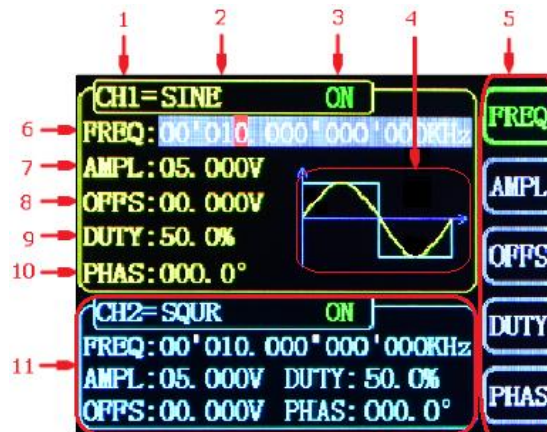 1 2 3 4 5
CH1=SINE ON
6 FREQ:00'010.000'000'000KHz
7 AMPL:05.000V
8 OFFS:00.000V
9 DUTY:50.0%
10 PHAS:000.0°
11
CH2=SQUR ON
FREQ:00'010.000'000'000KHz
AMPL:05.000V DUTY:50.0%
OFFS:00.000V PHAS:000.0°
FREQ
AMPL
OFFS
DUTY
PHAS